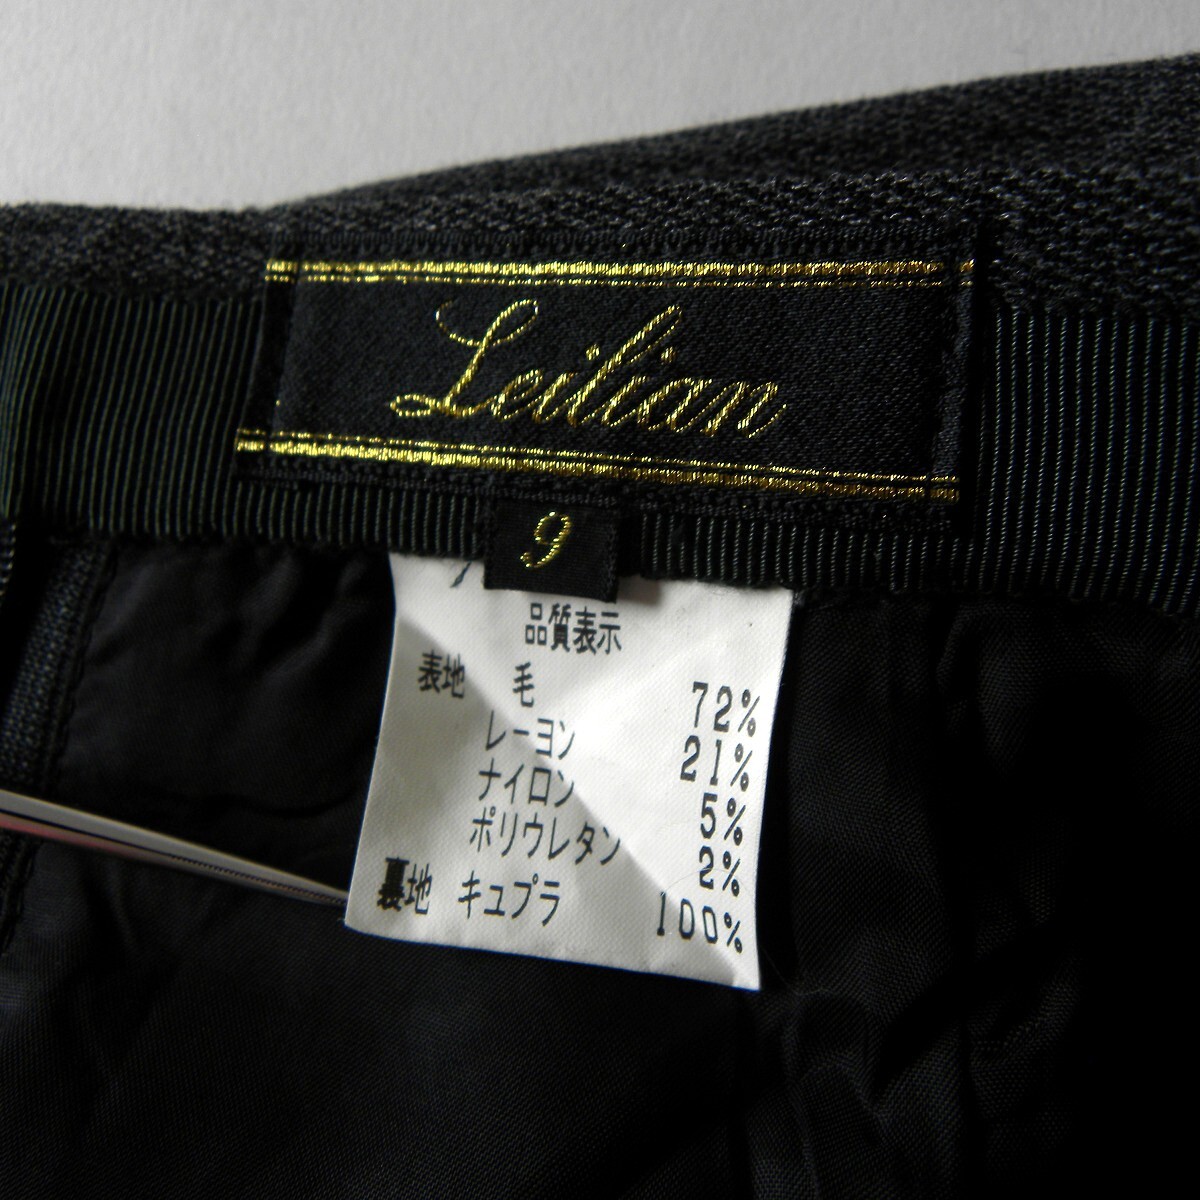 Leilian
9
品質表示
表地 毛 72%
レーヨン 21%
ナイロン 5%
ポリウレタン 2%
裏地 キュプラ 100%